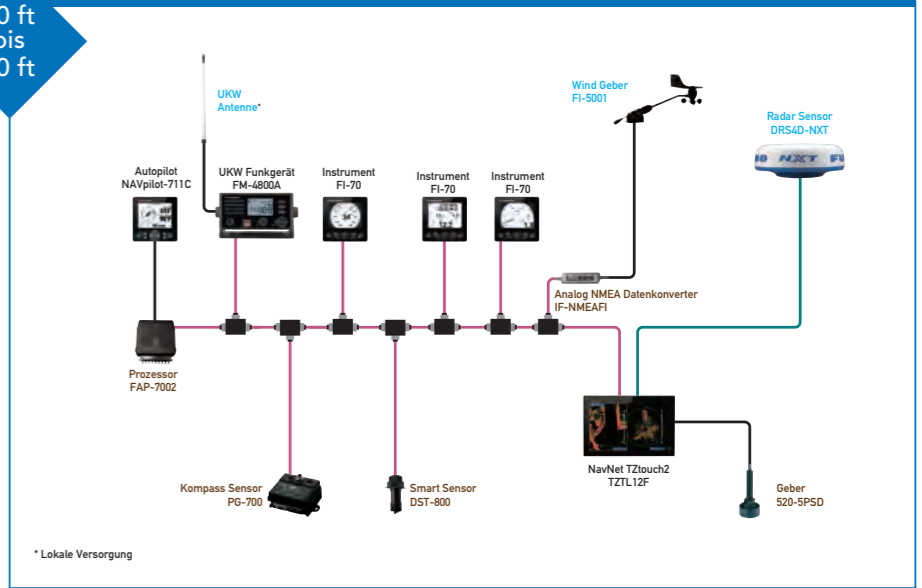 0 ft
bis
0 ft
UKW
Antenne*
Wind Geber
FI-5001
Radar Sensor
DRS4D-NXT
NXT
Autopilot
NAVpilot-711C
UKW Funkgerät
FM-4800A
Instrument
FI-70
Instrument
FI-70
Instrument
FI-70
Analog NMEA Datenkonverter
IF-NMEAFI
Prozessor
FAP-7002
NavNet TZtouch2
TZTL12F
Kompass Sensor
PG-700
Smart Sensor
DST-800
Geber
520-5PSD
* Lokale Versorgung